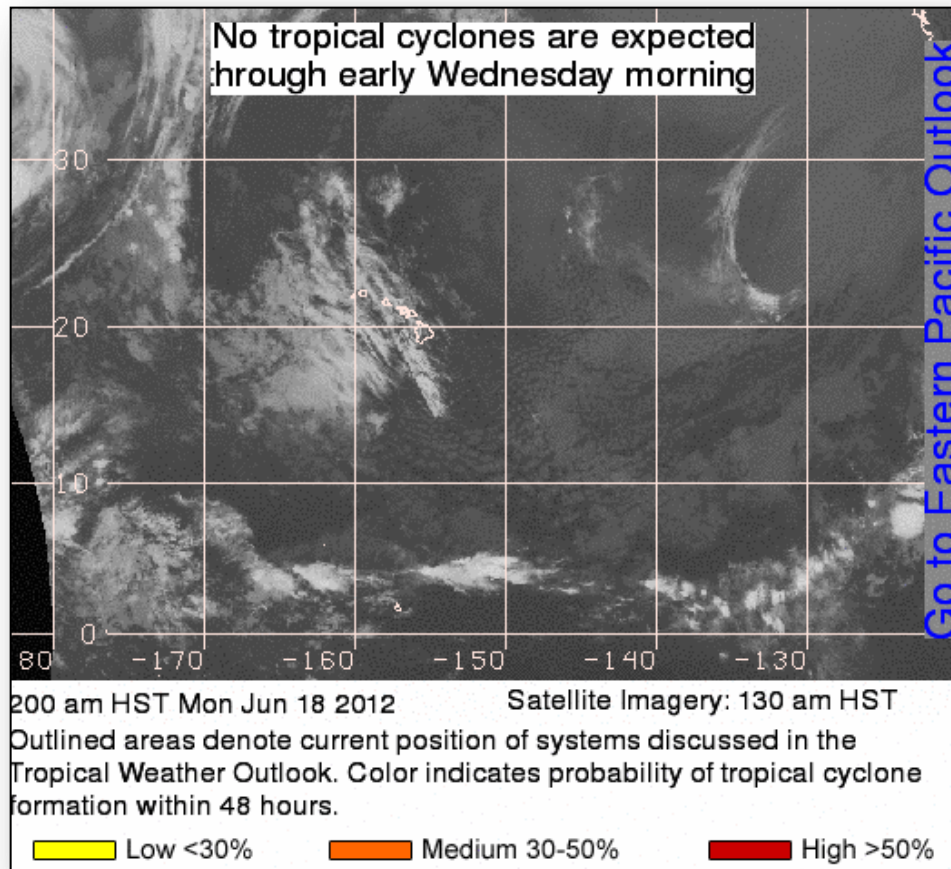 No tropical cyclones are expected
through early Wednesday morning
Go to Eastern Pacific Outlook
30
20
10
0
80 -170 -160 -150 -140 -130
200 am HST Mon Jun 18 2012 Satellite Imagery: 130 am HST
Outlined areas denote current position of systems discussed in the
Tropical Weather Outlook. Color indicates probability of tropical cyclone
formation within 48 hours.
Low <30% Medium 30-50% High >50%